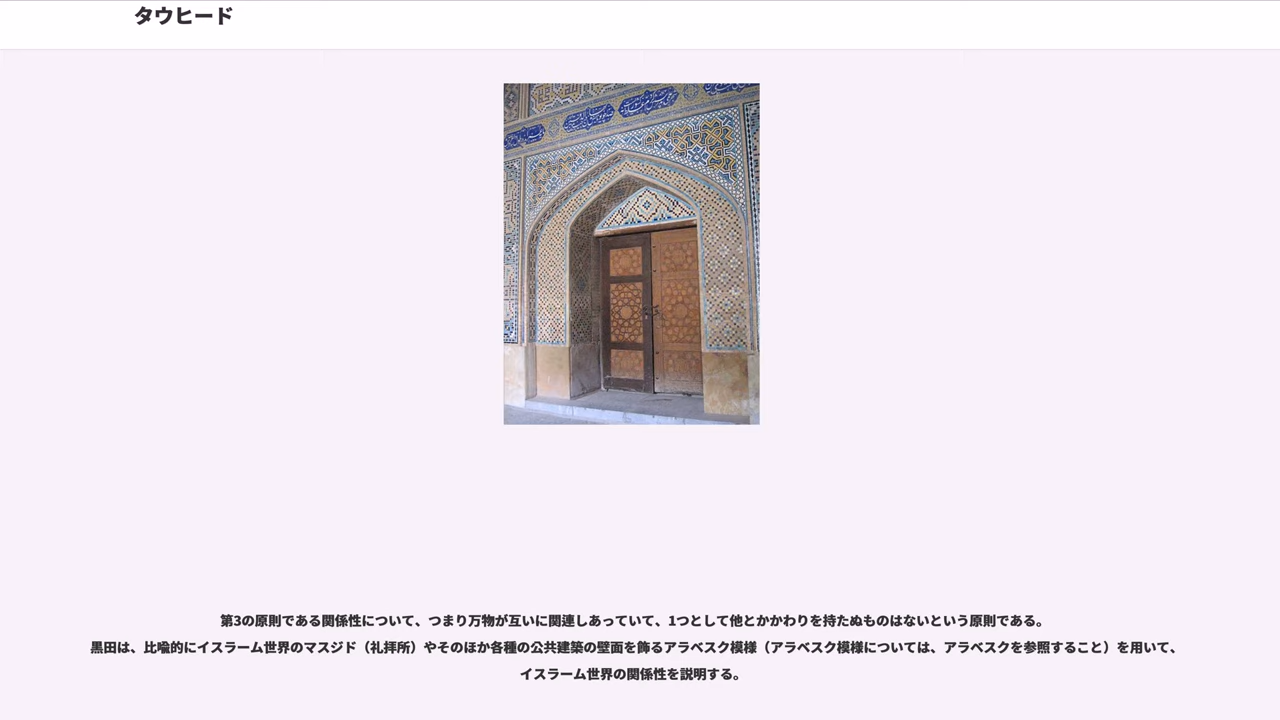 タウヒード
第3の原則である関係性について、つまり万物が互いに関連しあっていて、1つとして他とかかわりを持たぬものはないという原則である。
黒田は、比喩的にイスラーム世界のマスジド（礼拝所）やそのほか各種の公共建築の壁面を飾るアラベスク模様（アラベスク模様については、アラベスクを参照すること）を用いて、
イスラーム世界の関係性を説明する。